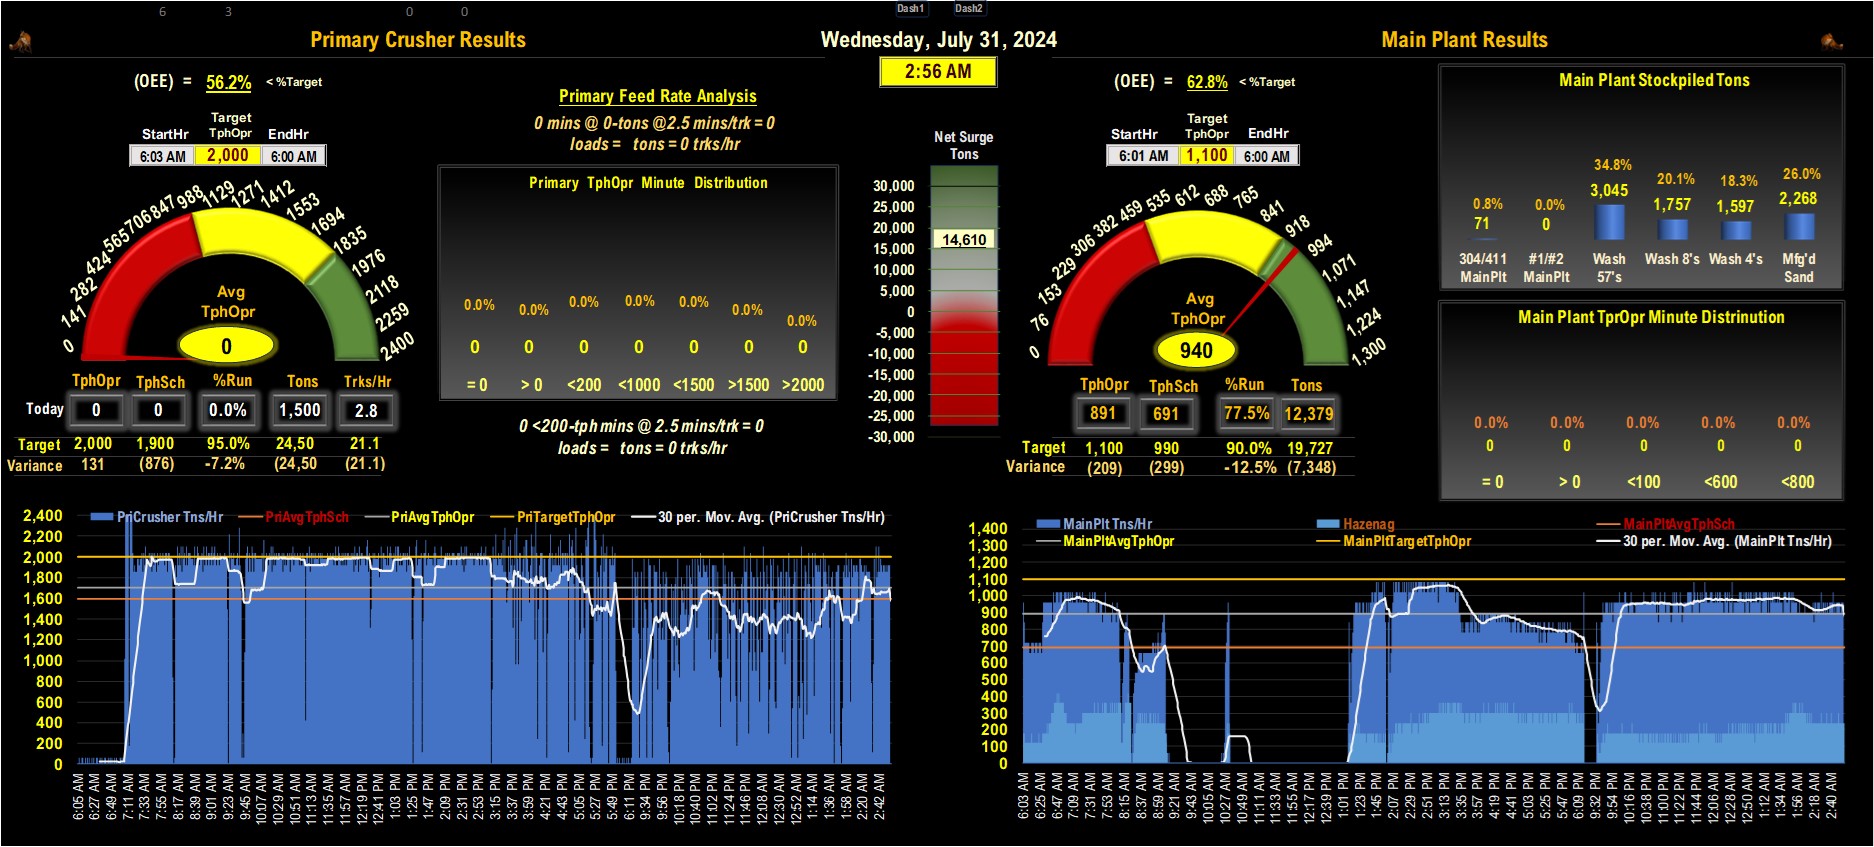 6 3 0 0 Dash1 Dash2
Primary Crusher Results
Wednesday, July 31, 2024
Main Plant Results
2:56 AM
(OEE) = 56.2% < %Target
Target
StartHr TphOpr EndHr
6:03 AM 2,000 6:00 AM
0 141 282 424 565 706 847 988 1129 1271 1412 1553 1694 1835 1976 2118 2259 2400
Avg
TphOpr
0
TphOpr TphSch %Run Tons Trks/Hr
Today 0 0 0.0% 1,500 2.8
Target 2,000 1,900 95.0% 24,50 21.1
Variance 131 (876) -7.2% (24,50 (21.1)
Primary Feed Rate Analysis
0 mins @ 0-tons @2.5 mins/trk = 0
loads = tons = 0 trks/hr
Primary TphOpr Minute Distribution
0.0% 0.0% 0.0% 0.0% 0.0% 0.0% 0.0%
0 0 0 0 0 0 0
= 0 > 0 <200 <1000 <1500 >1500 >2000
0 <200-tph mins @ 2.5 mins/trk = 0
loads = tons = 0 trks/hr
Net Surge
Tons
30,000
25,000
20,000
14,610
15,000
10,000
5,000
0
-5,000
-10,000
-15,000
-20,000
-25,000
-30,000
(OEE) = 62.8% < %Target
Target
StartHr TphOpr EndHr
6:01 AM 1,100 6:00 AM
0 76 153 229 306 382 459 535 612 688 765 841 918 994 1,071 1,147 1,224 1,300
Avg
TphOpr
940
TphOpr TphSch %Run Tons
891 691 77.5% 12,379
Target 1,100 990 90.0% 19,727
Variance (209) (299) -12.5% (7,348)
Main Plant Stockpiled Tons
0.8% 0.0% 34.8% 20.1% 18.3% 26.0%
71 0 3,045 1,757 1,597 2,268
304/411 #1/#2 Wash Wash 8's Wash 4's Mfg'd
MainPlt MainPlt 57's Sand
Main Plant TprOpr Minute Distrinution
0.0% 0.0% 0.0% 0.0% 0.0%
0 0 0 0 0
= 0 > 0 <100 <600 <800
PriCrusher Tns/Hr PriAvgTphSch PriAvgTphOpr PriTargetTphOpr 30 per. Mov. Avg. (PriCrusher Tns/Hr)
2,400
2,200
2,000
1,800
1,600
1,400
1,200
1,000
800
600
400
200
0
6:05 AM 6:27 AM 6:49 AM 7:11 AM 7:33 AM 7:55 AM 8:17 AM 8:39 AM 9:01 AM 9:23 AM 9:45 AM 10:07 AM 10:29 AM 10:51 AM 11:13 AM 11:35 AM 11:57 AM 12:19 PM 12:41 PM 1:03 PM 1:25 PM 1:47 PM 2:09 PM 2:31 PM 2:53 PM 3:15 PM 3:37 PM 3:59 PM 4:21 PM 4:43 PM 5:05 PM 5:27 PM 5:49 PM 6:11 PM 9:34 PM 9:56 PM 10:18 PM 10:40 PM 11:02 PM 11:24 PM 11:46 PM 12:08 AM 12:30 AM 12:52 AM 1:14 AM 1:36 AM 1:58 AM 2:20 AM 2:42 AM
MainPlt Tns/Hr Hazenag MainPltAvgTphSch
MainPltAvgTphOpr MainPltTargetTphOpr 30 per. Mov. Avg. (MainPlt Tns/Hr)
1,400
1,300
1,200
1,100
1,000
900
800
700
600
500
400
300
200
100
0
6:03 AM 6:25 AM 6:47 AM 7:09 AM 7:31 AM 7:53 AM 8:15 AM 8:37 AM 8:59 AM 9:21 AM 9:43 AM 10:05 AM 10:27 AM 10:49 AM 11:11 AM 11:33 AM 11:55 AM 12:17 PM 12:39 PM 1:01 PM 1:23 PM 1:45 PM 2:07 PM 2:29 PM 2:51 PM 3:13 PM 3:35 PM 3:57 PM 4:19 PM 4:41 PM 5:03 PM 5:25 PM 5:47 PM 6:09 PM 9:32 PM 9:54 PM 10:16 PM 10:38 PM 11:00 PM 11:22 PM 11:44 PM 12:06 AM 12:28 AM 12:50 AM 1:12 AM 1:34 AM 1:56 AM 2:18 AM 2:40 AM